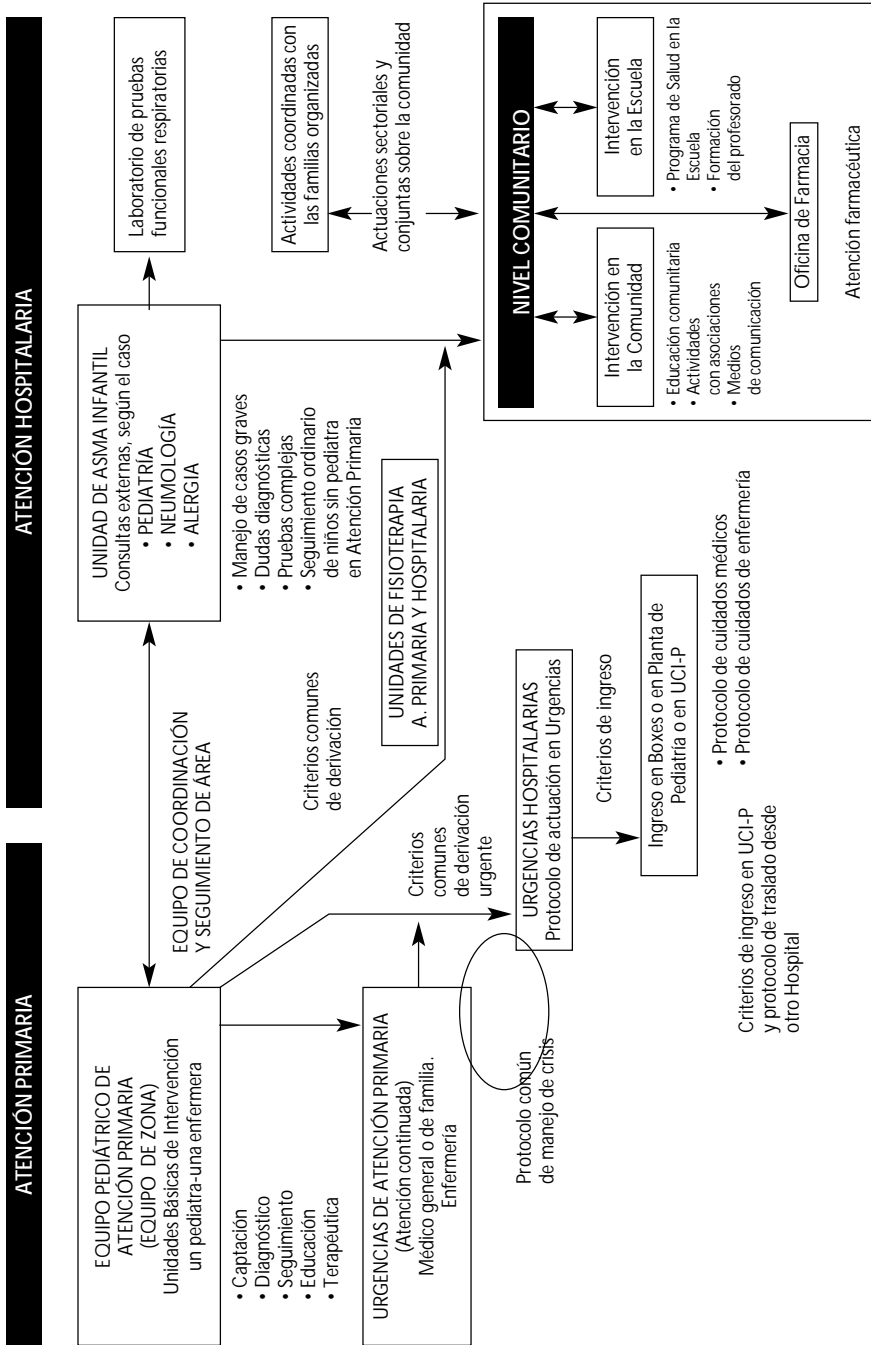 ATENCIÓN PRIMARIA
ATENCIÓN HOSPITALARIA
EQUIPO PEDIÁTRICO DE
ATENCIÓN PRIMARIA
(EQUIPO DE ZONA)
Unidades Básicas de Intervención
un pediatra-una enfermera
• Captación
• Diagnóstico
• Seguimiento
• Educación
• Terapéutica
URGENCIAS DE ATENCIÓN PRIMARIA
(Atención continuada)
Médico general o de familia.
Enfermería
Protocolo común
de manejo de crisis
EQUIPO DE COORDINACIÓN
Y SEGUIMIENTO DE ÁREA
Criterios comunes
de derivación
Criterios
comunes
de derivación
urgente
UNIDADES DE FISIOTERAPIA
A. PRIMARIA Y HOSPITALARIA
URGENCIAS HOSPITALARIAS
Protocolo de actuación en Urgencias
Criterios de ingreso
Ingreso en Boxes o en Planta de
Pediatría o en UCI-P
• Protocolo de cuidados médicos
• Protocolo de cuidados de enfermería
Criterios de ingreso en UCI-P
y protocolo de traslado desde
otro Hospital
UNIDAD DE ASMA INFANTIL
Consultas externas, según el caso
• PEDIATRÍA
• NEUMOLOGÍA
• ALERGIA
• Manejo de casos graves
• Dudas diagnósticas
• Pruebas complejas
• Seguimiento ordinario
de niños sin pediatra
en Atención Primaria
Laboratorio de pruebas
funcionales respiratorias
Actividades coordinadas con
las familias organizadas
Actuaciones sectoriales y
conjuntas sobre la comunidad
NIVEL COMUNITARIO
Intervención en
la Comunidad
• Educación comunitaria
• Actividades
con asociaciones
• Medios
de comunicación
Intervención
en la Escuela
• Programa de Salud en la
Escuela
• Formación
del profesorado
Oficina de Farmacia
Atención farmacéutica